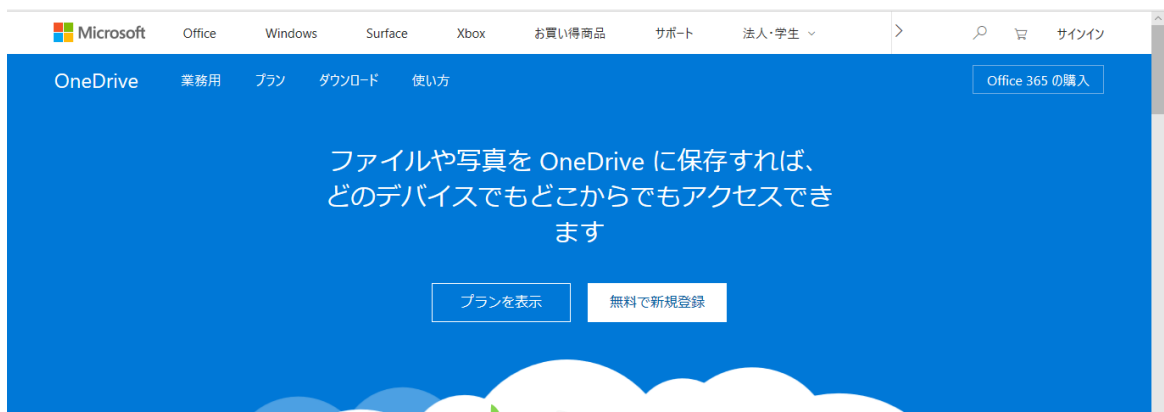 Microsoft Office Windows Surface Xbox お買い得商品 サポート 法人・学生 サインイン
OneDrive 業務用 プラン ダウンロード 使い方 Office 365 の購入
ファイルや写真を OneDrive に保存すれば、
どのデバイスでもどこからでもアクセスでき
ます
プランを表示 無料で新規登録